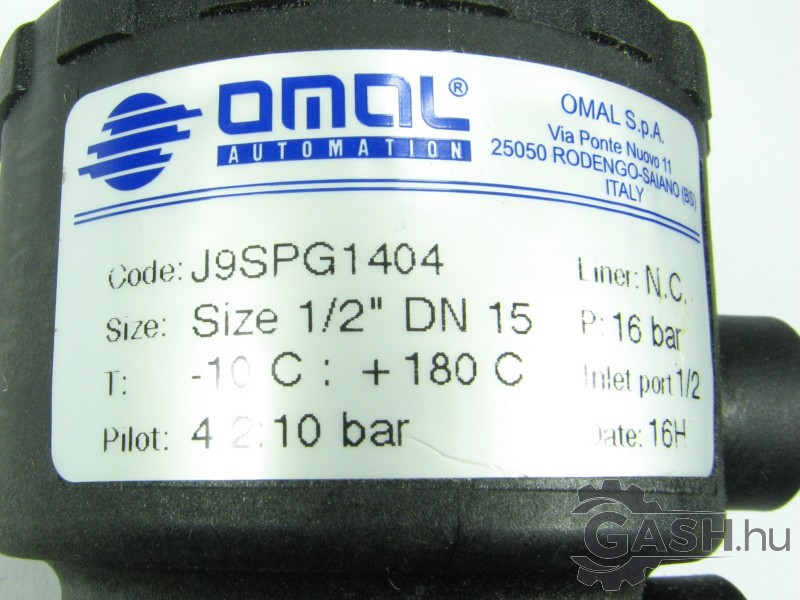 OMAL®
AUTOMATION
OMAL S.p.A.
Via Ponte Nuovo 11
25050 RODENGO-SAIANO (BS)
ITALY
Code: J9SPG1404
Liner: N.C.
Size: Size 1/2" DN 15
P: 16 bar
T: -10 C : +180 C
Inlet port 1/2
Pilot: 4,2:10 bar
Date: 16H
GASH.hu